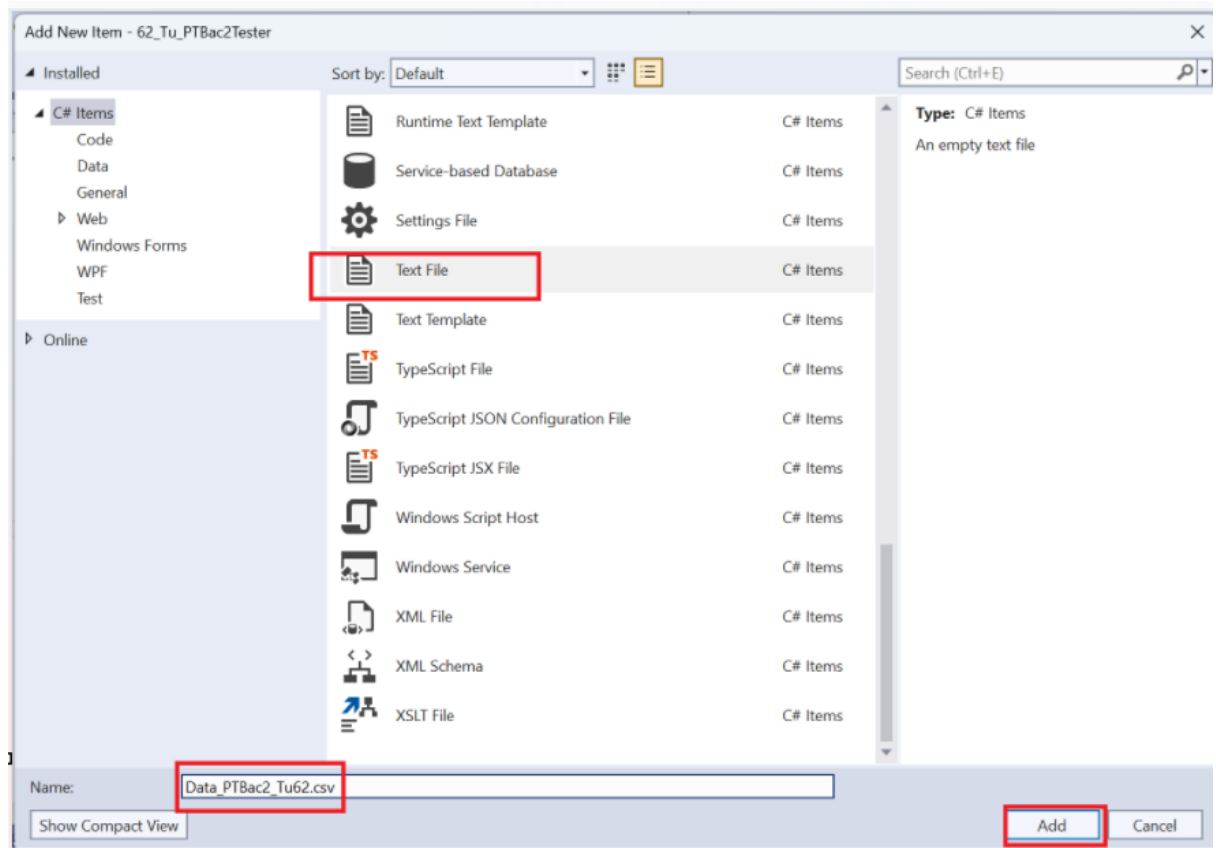 Add New Item - 62_Tu_PTBac2Tester
Installed
Sort by: Default
Search (Ctrl+E)
C# Items
Code
Data
General
Web
Windows Forms
WPF
Test
Online
Runtime Text Template C# Items
Service-based Database C# Items
Settings File C# Items
Text File C# Items
Text Template C# Items
TS
TypeScript File C# Items
TypeScript JSON Configuration File C# Items
TS
TypeScript JSX File C# Items
Windows Script Host C# Items
Windows Service C# Items
XML File C# Items
XML Schema C# Items
XSLT File C# Items
Type: C# Items
An empty text file
Name: Data_PTBac2_Tu62.csv
Show Compact View
Add Cancel